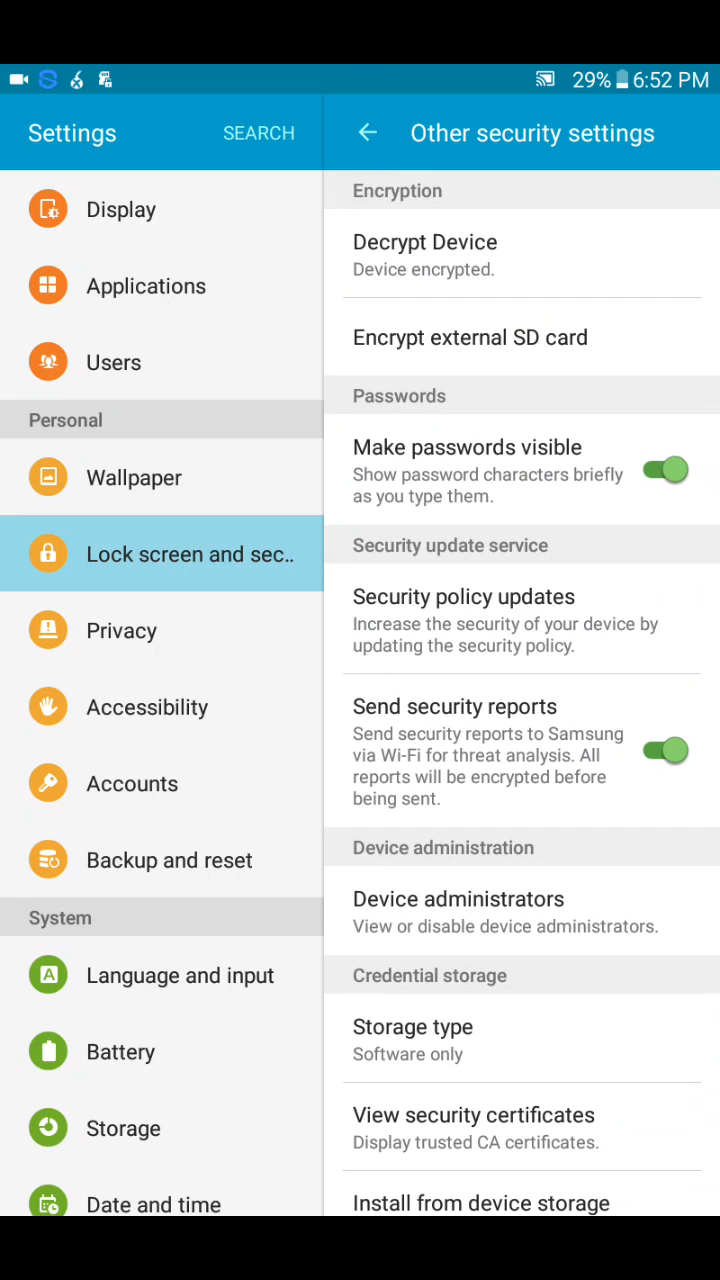 29% 6:52 PM
Settings
SEARCH
Other security settings
Display
Applications
Users
Personal
Wallpaper
Lock screen and sec..
Privacy
Accessibility
Accounts
Backup and reset
System
Language and input
Battery
Storage
Date and time
Encryption
Decrypt Device
Device encrypted.
Encrypt external SD card
Passwords
Make passwords visible
Show password characters briefly
as you type them.
Security update service
Security policy updates
Increase the security of your device by
updating the security policy.
Send security reports
Send security reports to Samsung
via Wi-Fi for threat analysis. All
reports will be encrypted before
being sent.
Device administration
Device administrators
View or disable device administrators.
Credential storage
Storage type
Software only
View security certificates
Display trusted CA certificates.
Install from device storage